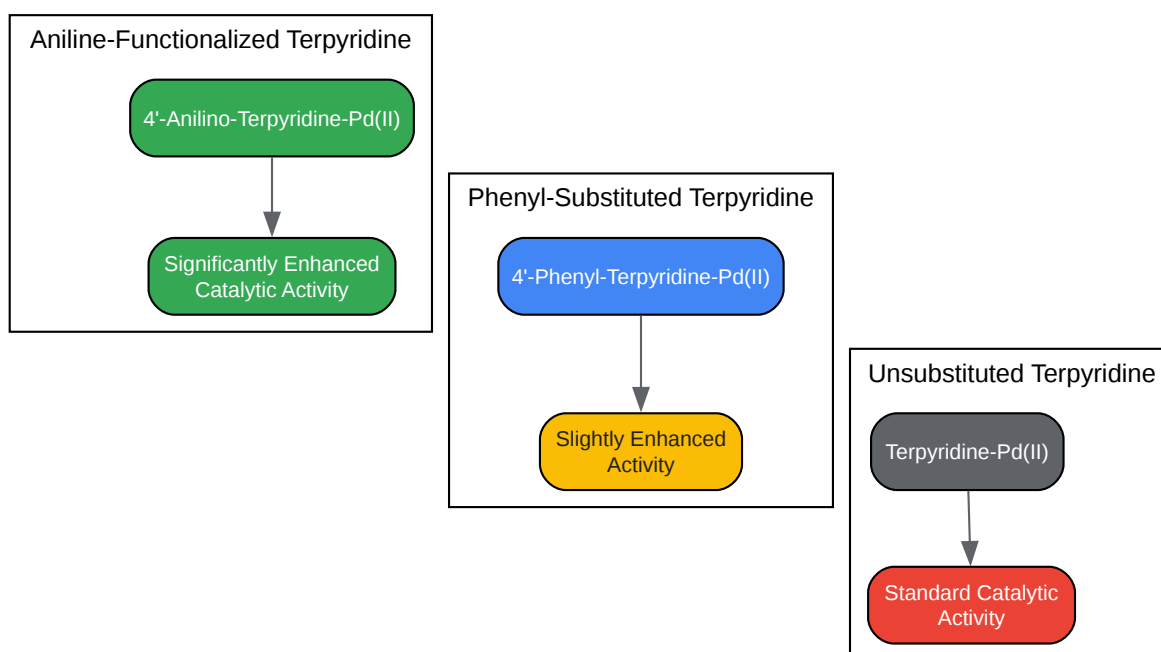 Aniline-Functionalized Terpyridine
4'-Anilino-Terpyridine-Pd(II)
Significantly Enhanced
Catalytic Activity
Phenyl-Substituted Terpyridine
4'-Phenyl-Terpyridine-Pd(II)
Slightly Enhanced
Activity
Unsubstituted Terpyridine
Terpyridine-Pd(II)
Standard Catalytic
Activity